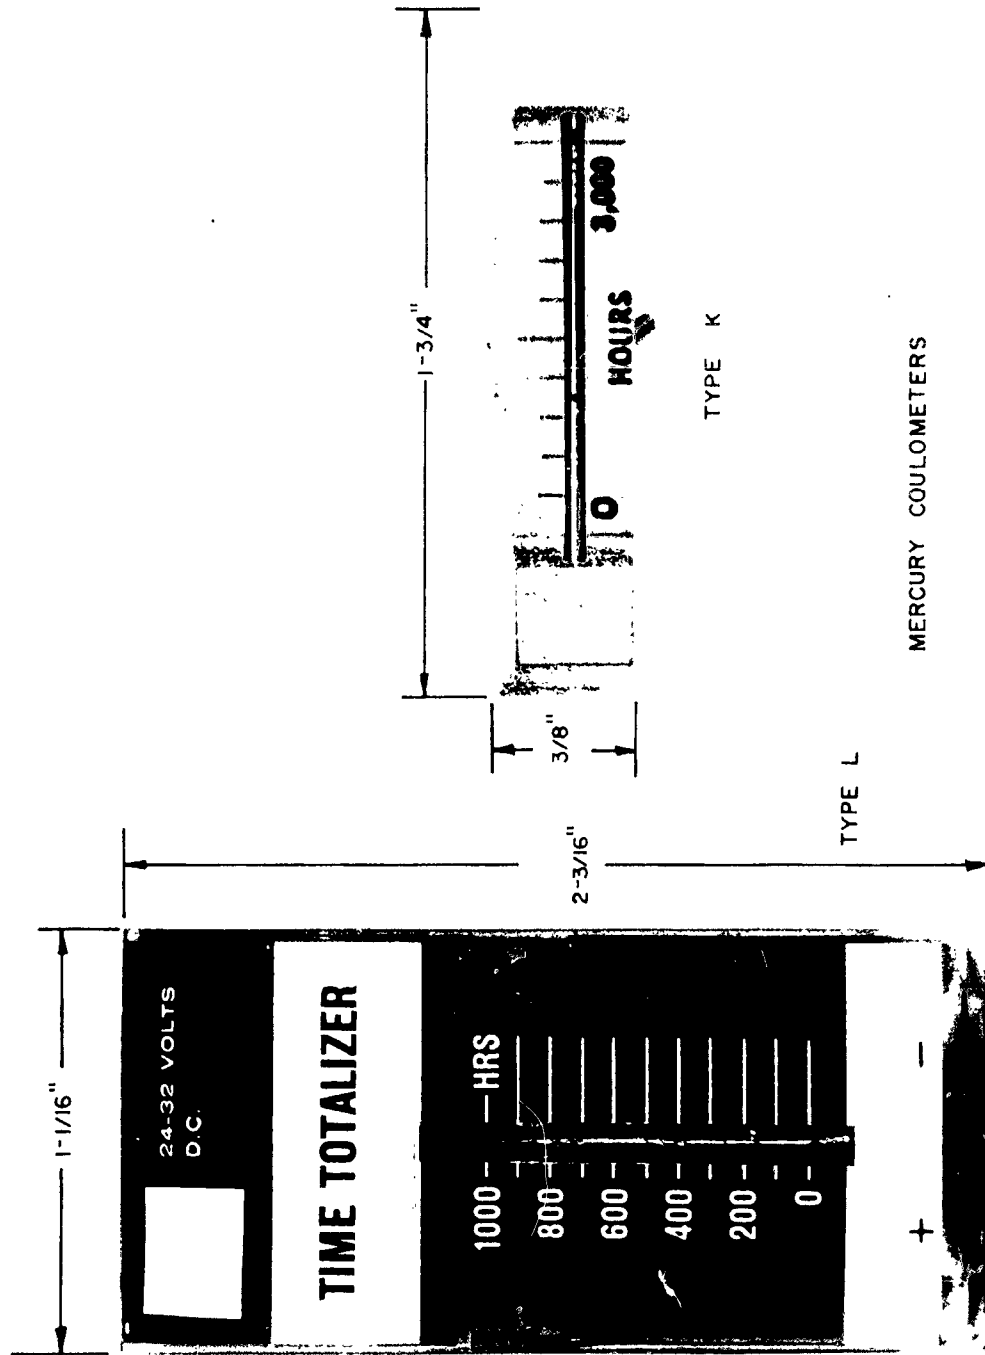 1-1/16"
24-32 VOLTS
D.C.
TIME TOTALIZER
1000 HRS
800
600
400
200
0
+ -
2-3/16"
TYPE L
1-3/4"
3/8"
0 3,000
HOURS
TYPE K
MERCURY COULOMETERS